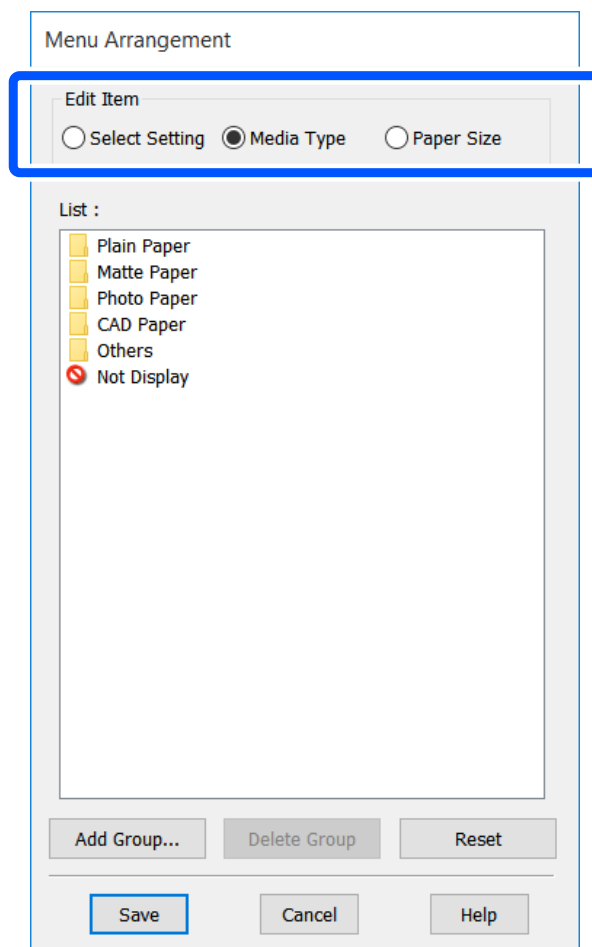 Menu Arrangement
Edit Item
Select Setting Media Type Paper Size
List :
Plain Paper
Matte Paper
Photo Paper
CAD Paper
Others
Not Display
Add Group... Delete Group Reset
Save Cancel Help